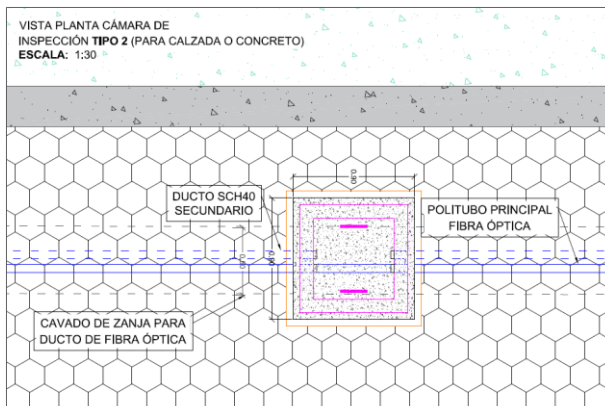 VISTA PLANTA CÁMARA DE
INSPECCIÓN TIPO 2 (PARA CALZADA O CONCRETO)
ESCALA: 1:30
DUCTO SCH40
SECUNDARIO
POLITUBO PRINCIPAL
FIBRA ÓPTICA
CAVADO DE ZANJA PARA
DUCTO DE FIBRA ÓPTICA